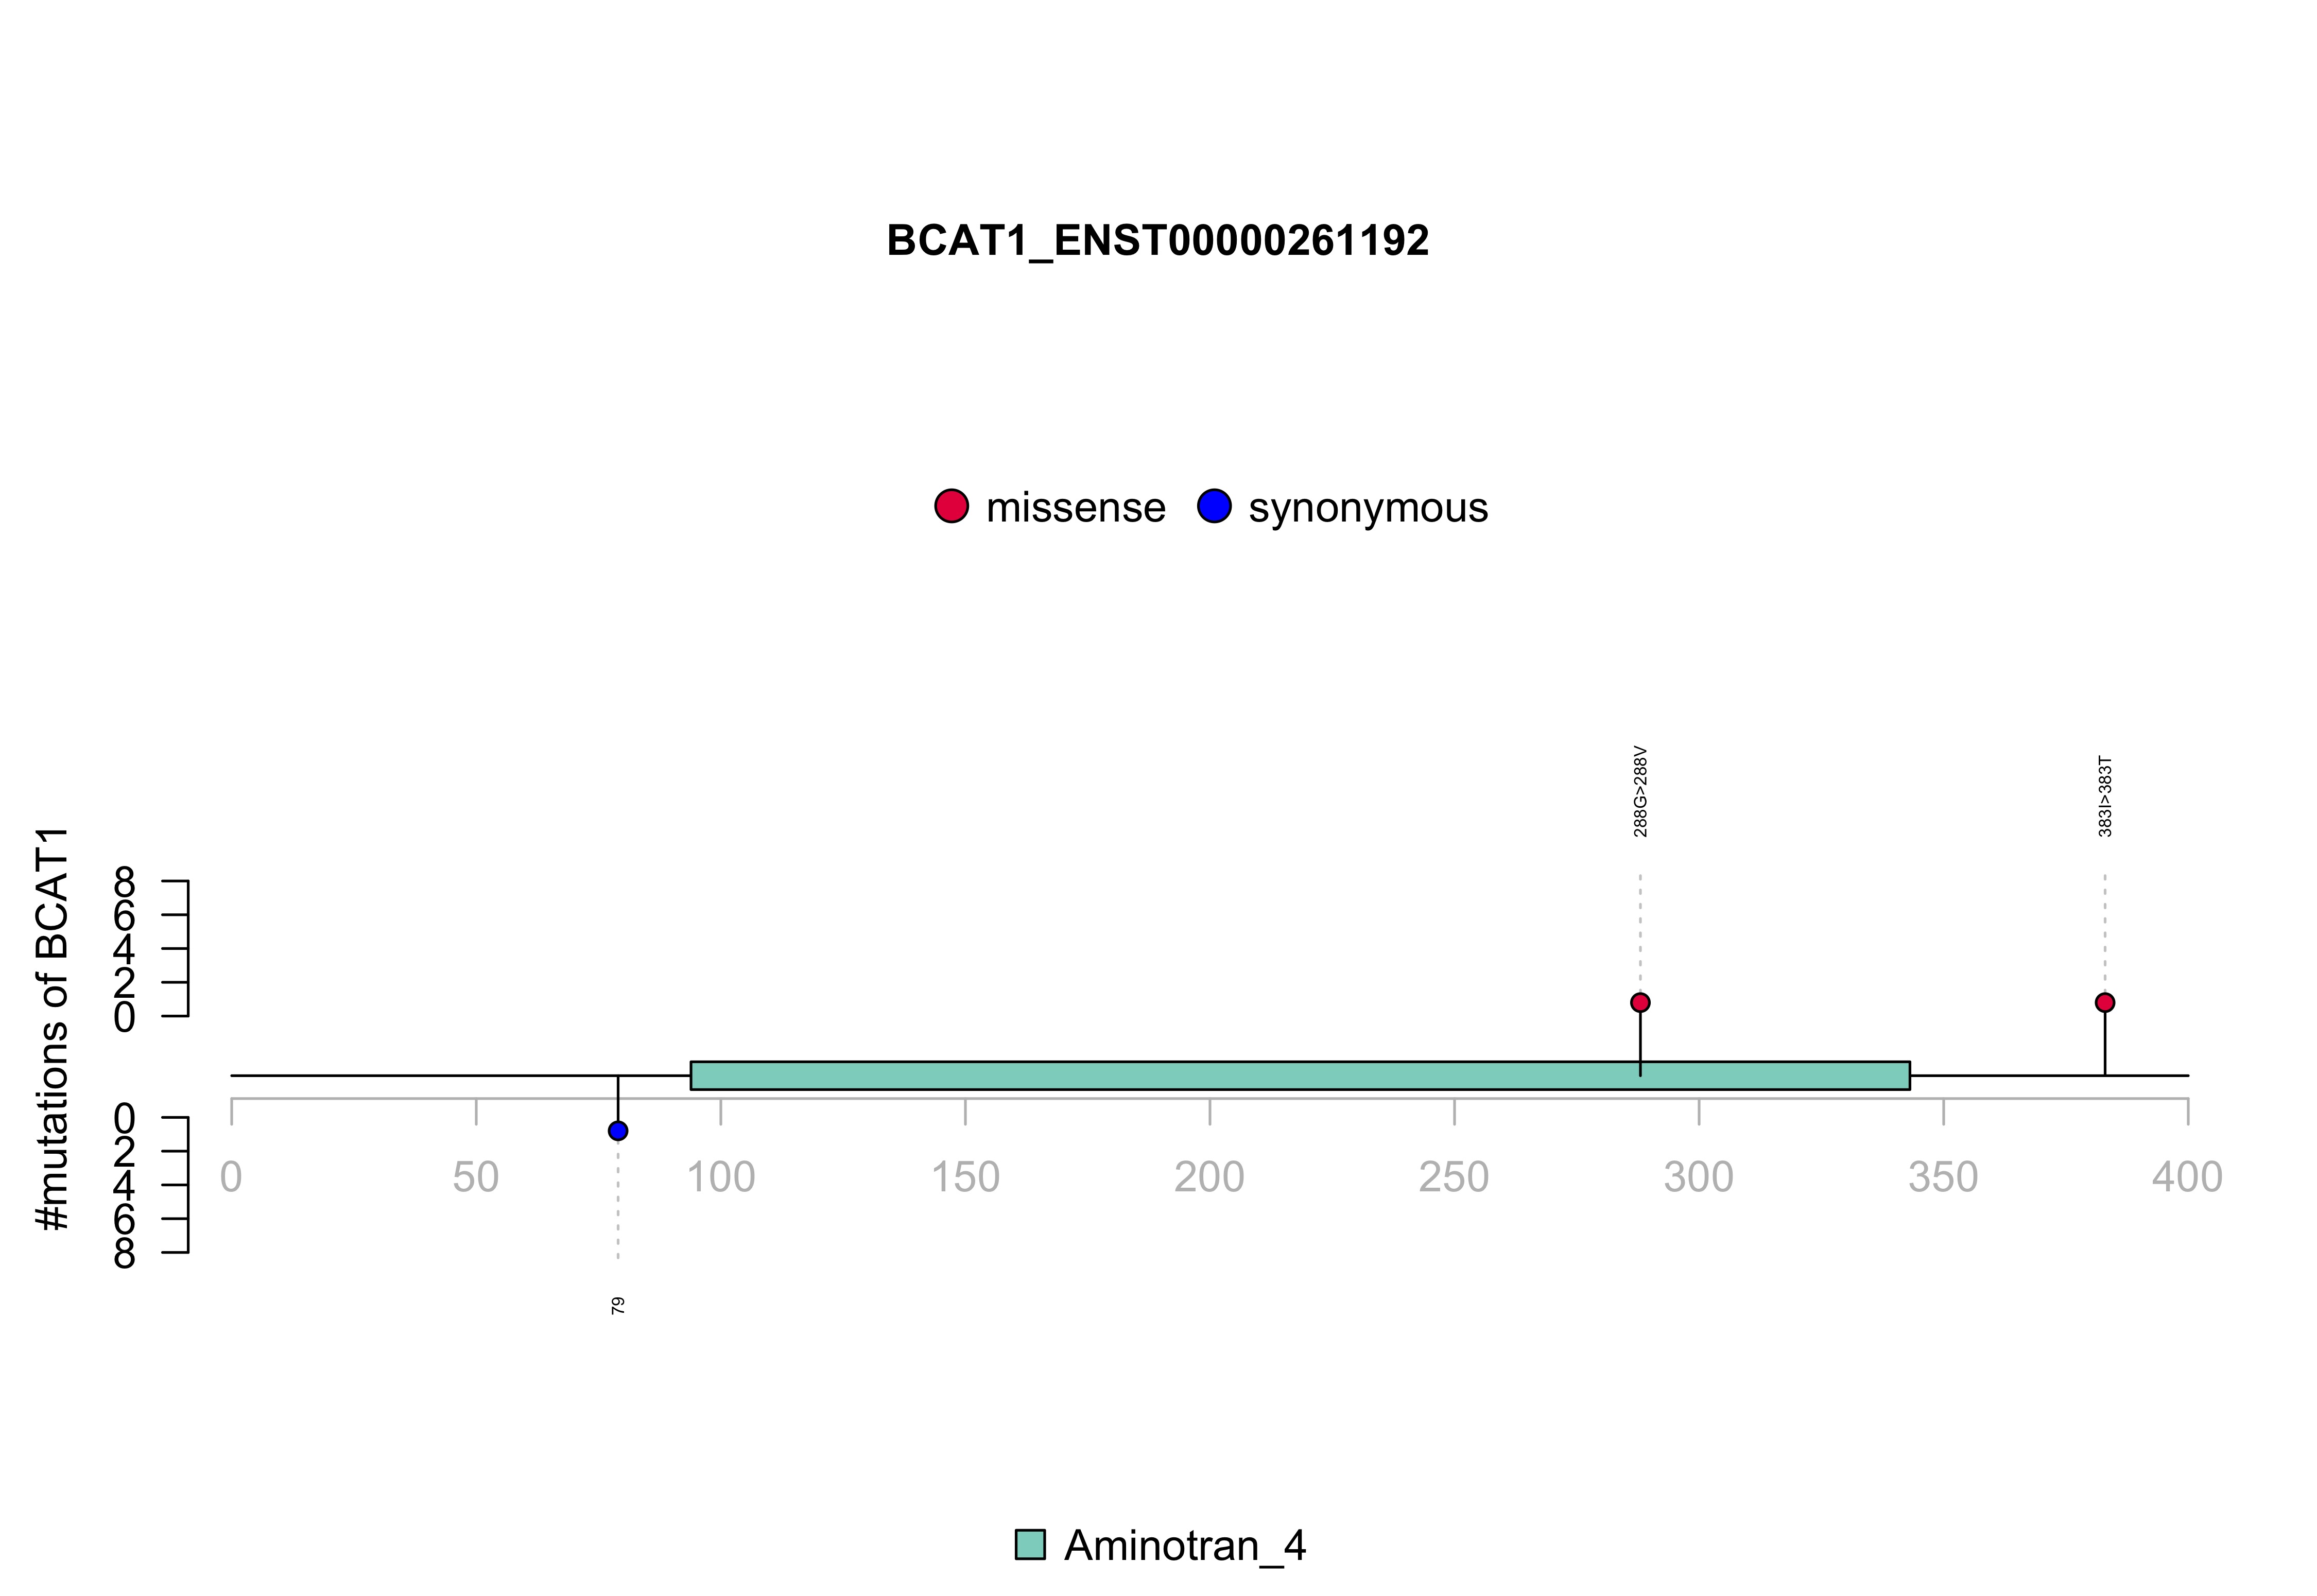 BCAT1_ENST00000261192
missense synonymous
288G>288V
383I>383T
#mutations of BCAT1
8
6
4
2
0
0
2
4
6
8
0 50 100 150 200 250 300 350 400
79
Aminotran_4